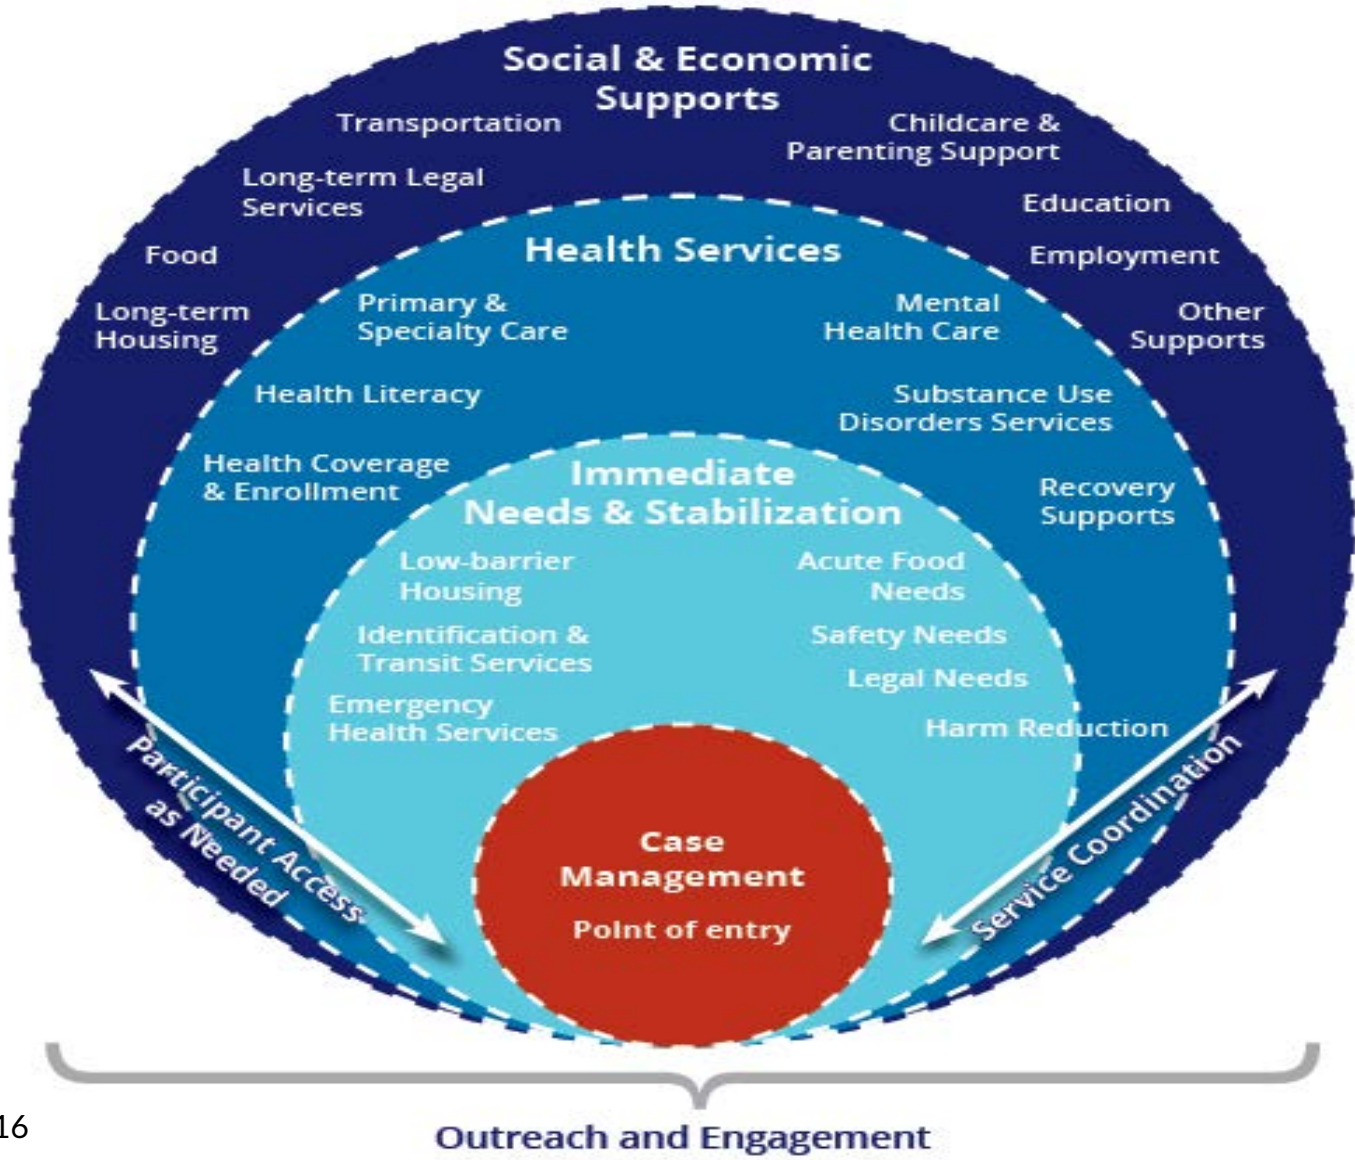 Social & Economic
Supports
Transportation
Childcare &
Parenting Support
Long-term Legal
Services
Education
Food
Employment
Long-term
Housing
Other
Supports
Health Services
Primary &
Specialty Care
Mental
Health Care
Health Literacy
Substance Use
Disorders Services
Health Coverage
& Enrollment
Recovery
Supports
Immediate
Needs & Stabilization
Low-barrier
Housing
Acute Food
Needs
Identification &
Transit Services
Safety Needs
Legal Needs
Emergency
Health Services
Harm Reduction
Case
Management
PoInt of entry
Participant Access
as Needed
Service Coordination
16
Outreach and Engagement